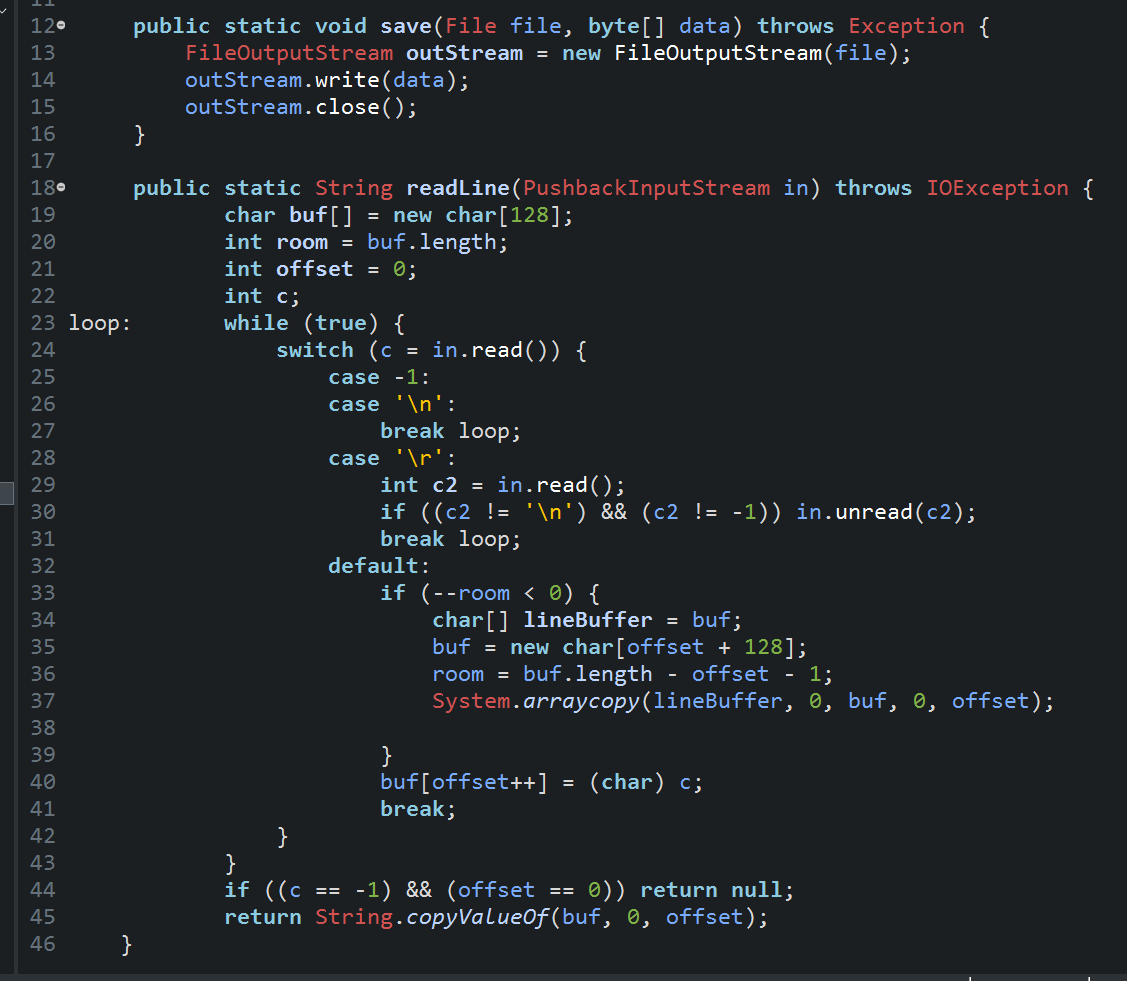 11
12 public static void save(File file, byte[] data) throws Exception {
13 FileOutputStream outStream = new FileOutputStream(file);
14 outStream.write(data);
15 outStream.close();
16 }
17
18 public static String readLine(PushbackInputStream in) throws IOException {
19 char buf[] = new char[128];
20 int room = buf.length;
21 int offset = 0;
22 int c;
23 loop: while (true) {
24 switch (c = in.read()) {
25 case -1:
26 case '\n':
27 break loop;
28 case '\r':
29 int c2 = in.read();
30 if ((c2 != '\n') && (c2 != -1)) in.unread(c2);
31 break loop;
32 default:
33 if (--room < 0) {
34 char[] lineBuffer = buf;
35 buf = new char[offset + 128];
36 room = buf.length - offset - 1;
37 System.arraycopy(lineBuffer, 0, buf, 0, offset);
38
39 }
40 buf[offset++] = (char) c;
41 break;
42 }
43 }
44 if ((c == -1) && (offset == 0)) return null;
45 return String.copyValueOf(buf, 0, offset);
46 }